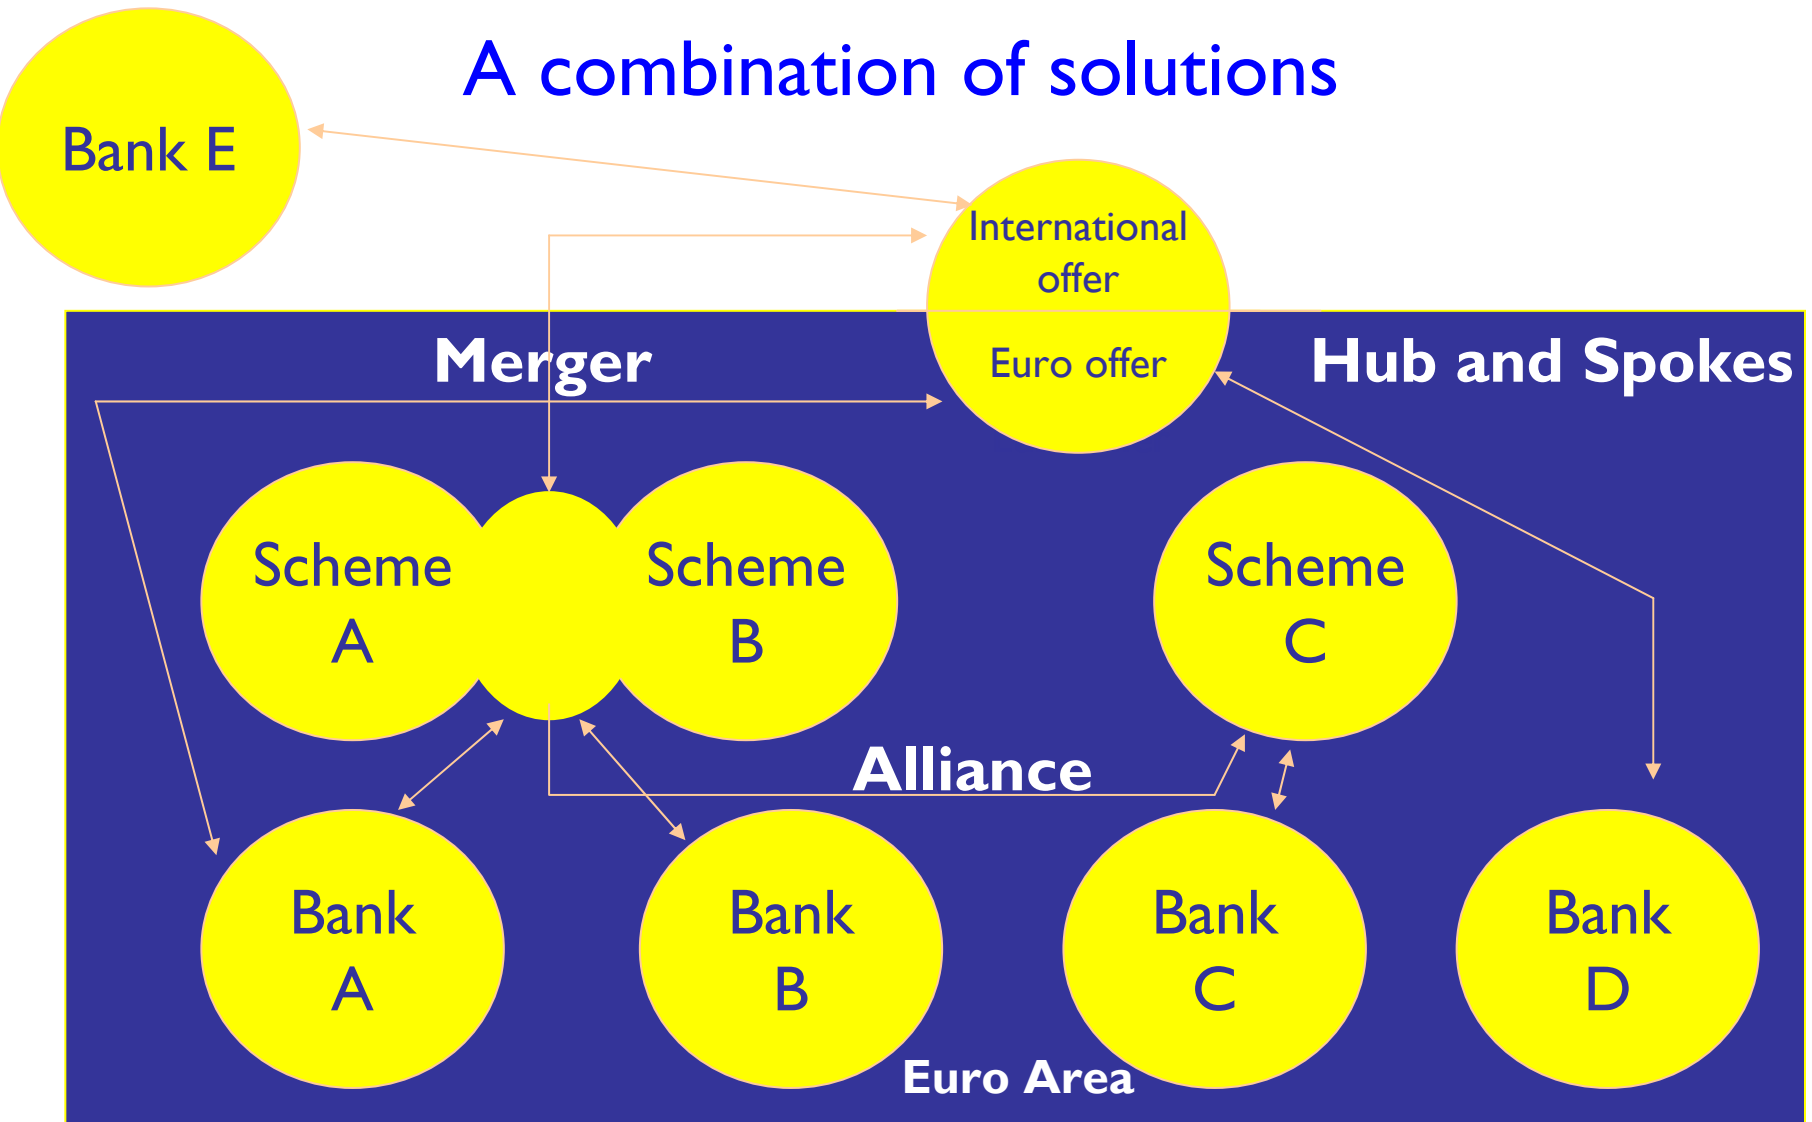 A combination of solutions
Bank E
International
offer
Euro offer
Merger
Hub and Spokes
Scheme
A
Scheme
B
Scheme
C
Alliance
Bank
A
Bank
B
Bank
C
Bank
D
Euro Area